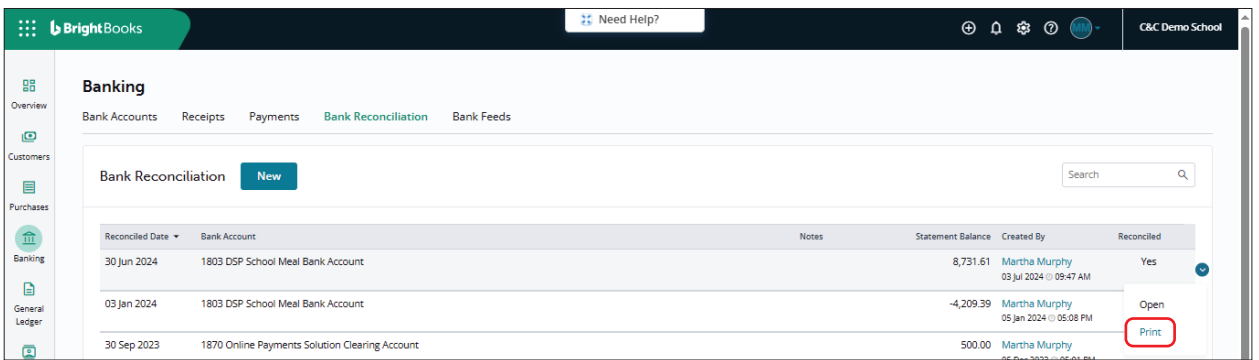 BrightBooks
Need Help?
MM
C&C Demo School
Overview
Customers
Purchases
Banking
General
Ledger
Banking
Bank Accounts Receipts Payments Bank Reconciliation Bank Feeds
Bank Reconciliation New Search
Reconciled Date Bank Account Notes Statement Balance Created By Reconciled
30 Jun 2024 1803 DSP School Meal Bank Account 8,731.61 Martha Murphy Yes
03 Jul 2024 09:47 AM
03 Jan 2024 1803 DSP School Meal Bank Account -4,209.39 Martha Murphy
05 Jan 2024 05:08 PM
Open
Print
30 Sep 2023 1870 Online Payments Solution Clearing Account 500.00 Martha Murphy